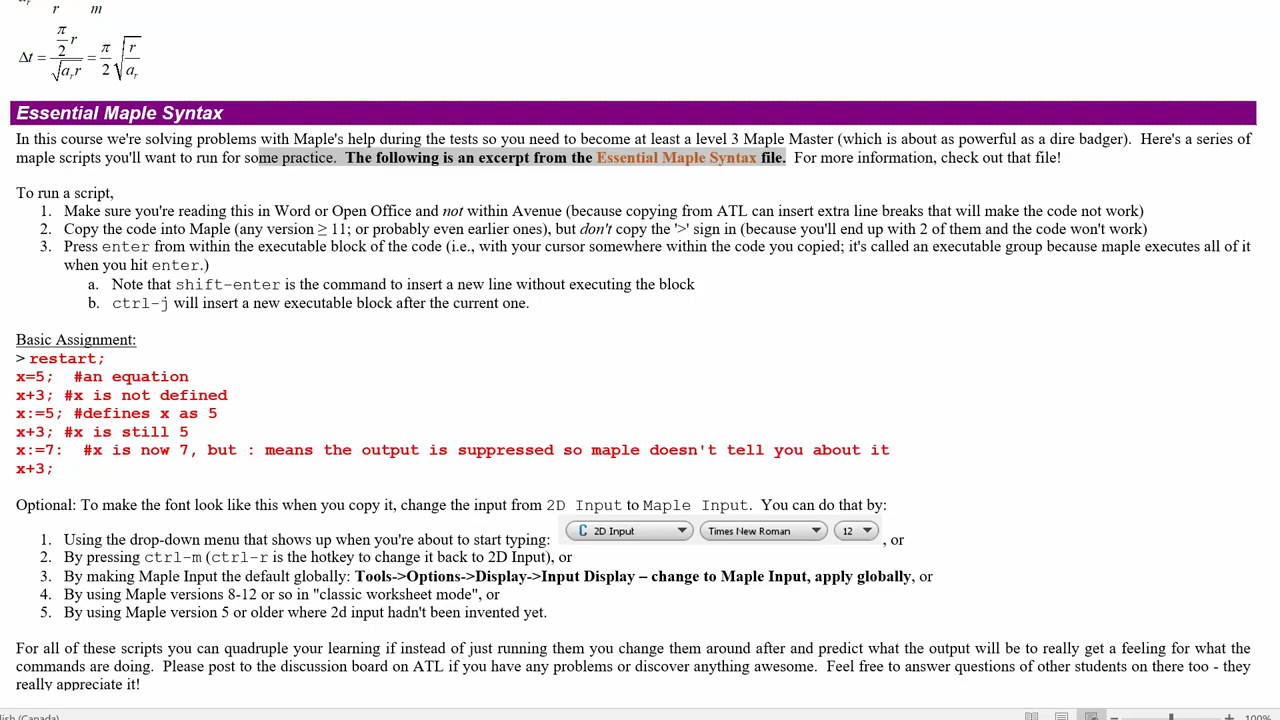 r m
Δt = (π/2 r)/√(a_r r) = π/2 √(r/a_r)
Essential Maple Syntax
In this course we're solving problems with Maple's help during the tests so you need to become at least a level 3 Maple Master (which is about as powerful as a dire badger). Here's a series of
maple scripts you'll want to run for some practice. The following is an excerpt from the Essential Maple Syntax file. For more information, check out that file!
To run a script,
1. Make sure you're reading this in Word or Open Office and not within Avenue (because copying from ATL can insert extra line breaks that will make the code not work)
2. Copy the code into Maple (any version ≥ 11; or probably even earlier ones), but don't copy the '>' sign in (because you'll end up with 2 of them and the code won't work)
3. Press enter from within the executable block of the code (i.e., with your cursor somewhere within the code you copied; it's called an executable group because maple executes all of it
when you hit enter.)
a. Note that shift-enter is the command to insert a new line without executing the block
b. ctrl-j will insert a new executable block after the current one.
Basic Assignment:
> restart;
x=5; #an equation
x+3; #x is not defined
x:=5; #defines x as 5
x+3; #x is still 5
x:=7: #x is now 7, but : means the output is suppressed so maple doesn't tell you about it
x+3;
Optional: To make the font look like this when you copy it, change the input from 2D Input to Maple Input. You can do that by:
1. Using the drop-down menu that shows up when you're about to start typing: C 2D Input Times New Roman 12 , or
2. By pressing ctrl-m (ctrl-r is the hotkey to change it back to 2D Input), or
3. By making Maple Input the default globally: Tools->Options->Display->Input Display – change to Maple Input, apply globally, or
4. By using Maple versions 8-12 or so in "classic worksheet mode", or
5. By using Maple version 5 or older where 2d input hadn't been invented yet.
For all of these scripts you can quadruple your learning if instead of just running them you change them around after and predict what the output will be to really get a feeling for what the
commands are doing. Please post to the discussion board on ATL if you have any problems or discover anything awesome. Feel free to answer questions of other students on there too - they
really appreciate it!
(Canada) 100%